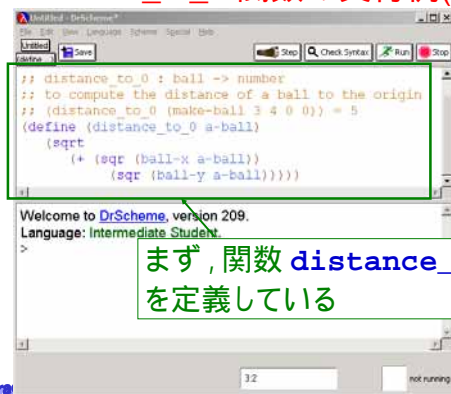 Untitled - DrScheme*
File Edit View Language Scheme Special Help
Untitled
(define ...)
Save
Step
Check Syntax
Run
Stop
;; distance_to_0 : ball -> number
;; to compute the distance of a ball to the origin
;; (distance_to_0 (make-ball 3 4 0 0)) = 5
(define (distance_to_0 a-ball)
(sqrt
(+ (sqr (ball-x a-ball))
(sqr (ball-y a-ball)))))
Welcome to DrScheme, version 209.
Language: Intermediate Student.
>
まず,関数 distance_
を定義している
3:2
not running